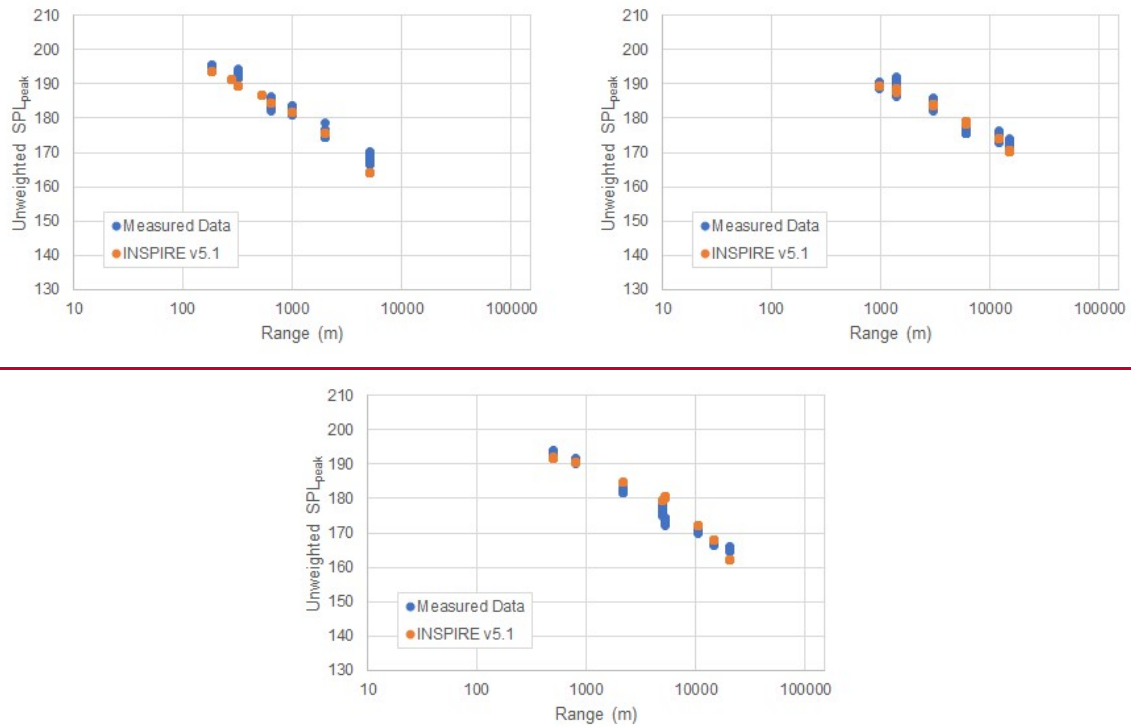 210
200
190
180
170
160
150
140
130
Unweighted SPLpeak
Measured Data
INSPIRE v5.1
10 100 1000 10000 100000
Range (m)
210
200
190
180
170
160
150
140
130
Unweighted SPLpeak
Measured Data
INSPIRE v5.1
10 100 1000 10000 100000
Range (m)
210
200
190
180
170
160
150
140
130
Unweighted SPLpeak
Measured Data
INSPIRE v5.1
10 100 1000 10000 100000
Range (m)